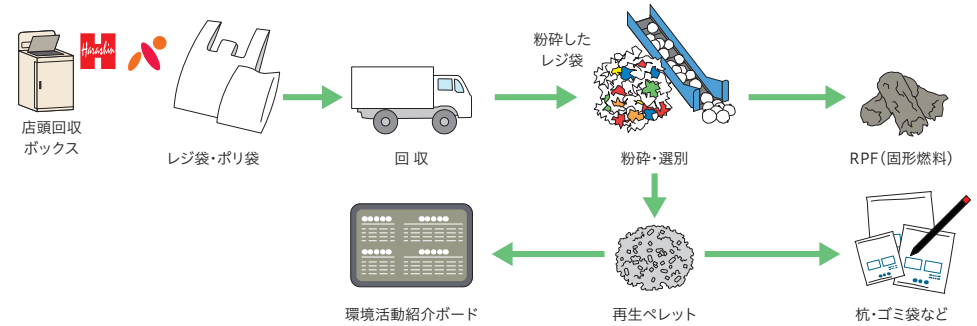 Harashin
店頭回収
ボックス
レジ袋・ポリ袋
回 収
粉砕した
レジ袋
粉砕・選別
RPF(固形燃料)
環境活動紹介ボード
再生ペレット
杭・ゴミ袋など